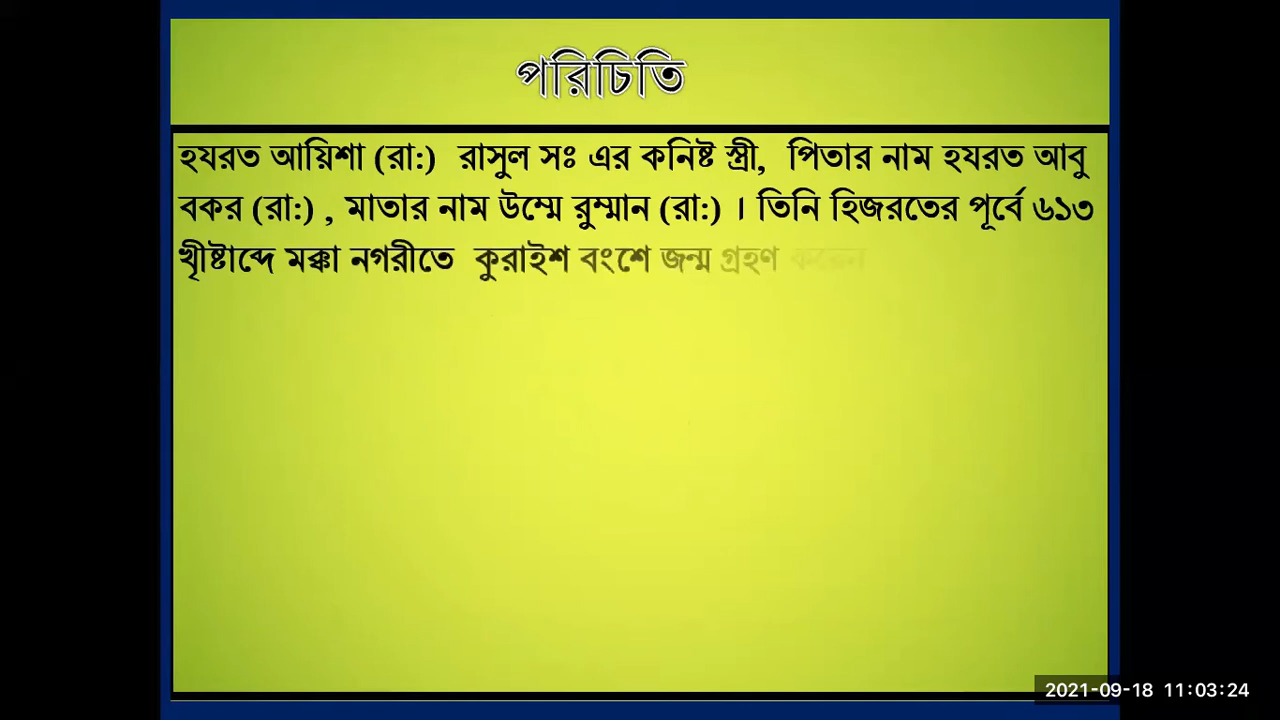 পরিচিতি
হযরত আয়িশা (রা:) রাসুল সঃ এর কনিষ্ট স্ত্রী, পিতার নাম হযরত আবু
বকর (রা:) , মাতার নাম উম্মে রুম্মান (রা:) । তিনি হিজরতের পূর্বে ৬১৩
খ্রীষ্টাব্দে মক্কা নগরীতে কুরাইশ বংশে জন্ম গ্রহণ করেন
2021-09-18 11:03:24